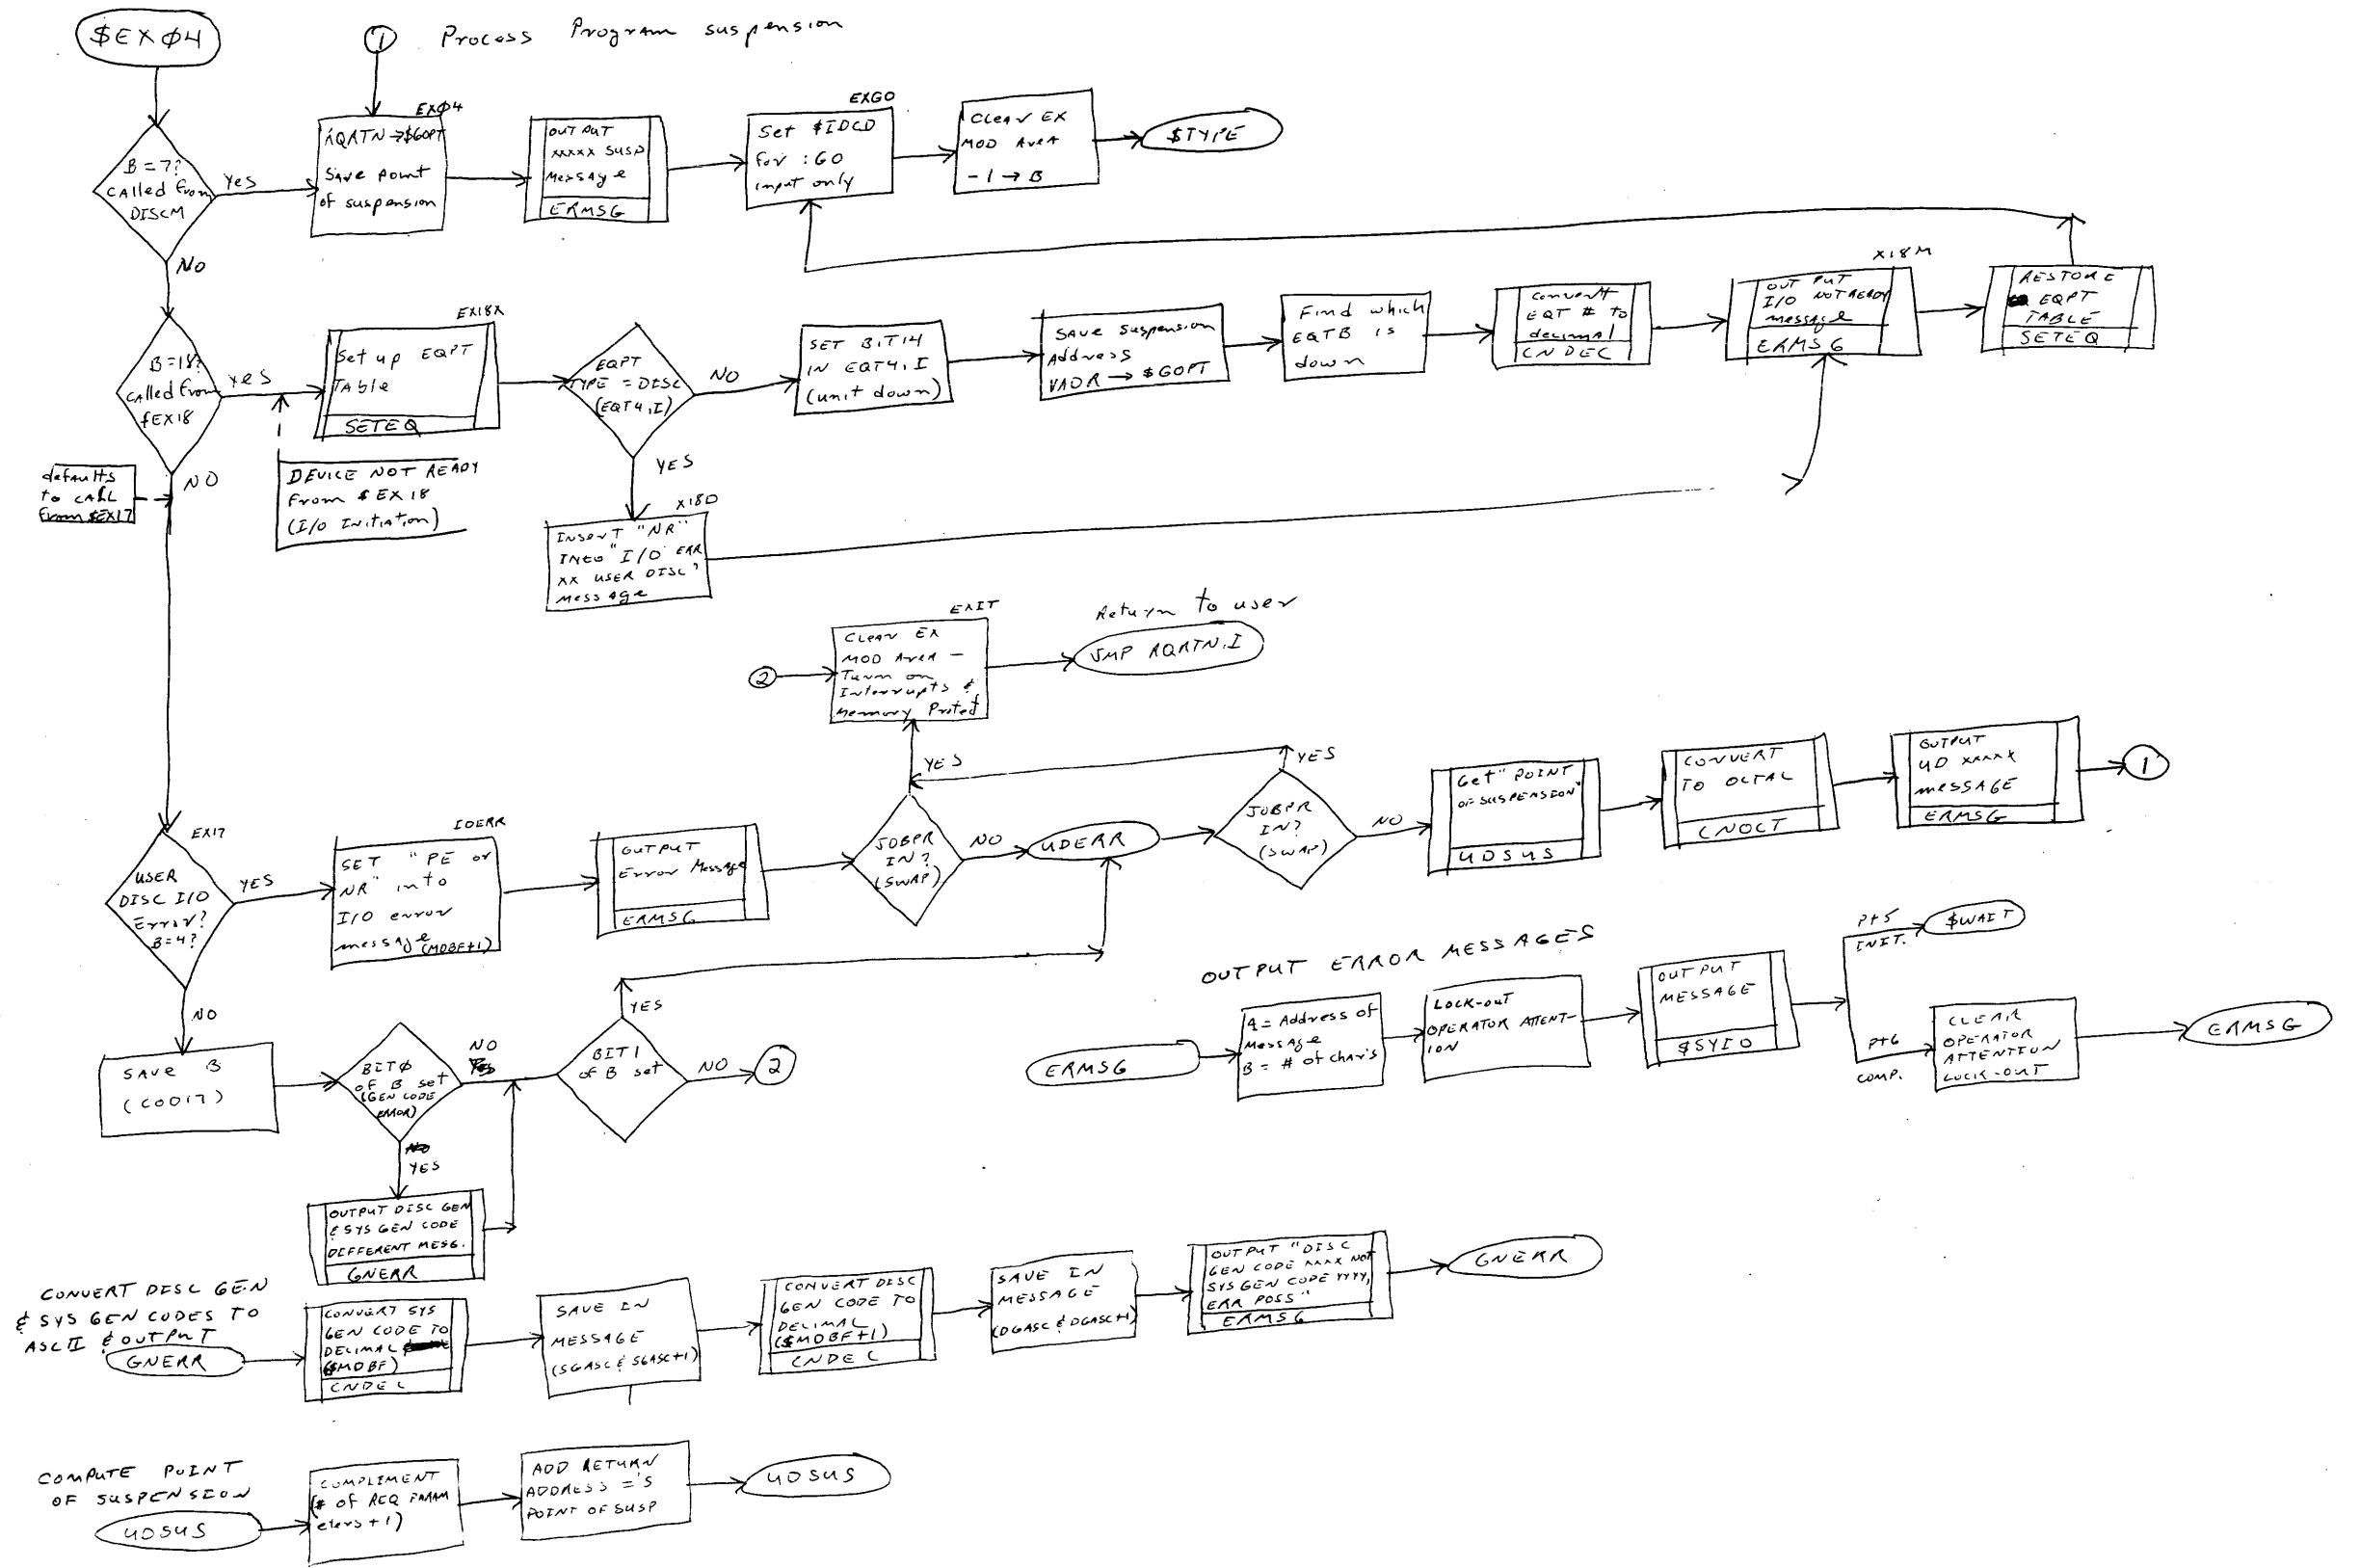 $EXØ4
1 Process Program suspension
B=7?
CAlled from
DISCM
Yes
NO
EXØ4
RQRTN→$GOPT
SAve point
of suspension
OUTPUT
xxxxx SUSP
Message
ERMSG
EXGO
Set $IDCD
for :GO
input only
Clear EX
MOD AreA
-1→B
$TYPE
B=18?
CAlled from
$EX18
yes
NO
defaults
to CALL
from $EX17
DEVICE NOT READY
From $EX18
(I/O Initiation)
EX18X
Set up EQPT
Table
SETEQ
EQPT
TYPE = DISC
(EQT4,I)
NO
YES
SET BIT14
IN EQT4,I
(unit down)
SAve Suspension
Address
VADR → $GOPT
Find which
EQTB is
down
Convert
EQT # to
decimal
CNDEC
X18M
OUTPUT
I/O NOT READY
message
ERMSG
RESTORE
EQPT
TABLE
SETEQ
X18D
Insert "NR"
INto "I/O ERR
XX USER DISC"
message
EXIT
2
Clear EX
MOD AreA -
Turn on
Interrupts &
Memory Protect
Return to user
JMP RQRTN,I
EX17
USER
DISC I/O
Error?
B=4?
YES
NO
IOERR
SET "PE or
NR" into
I/O error
message (MOBF+1)
OUTPUT
Error Message
ERMSG
JOBPR
IN?
(SWAP)
YES
NO
UDERR
JOBPR
IN?
(SWAP)
YES
NO
Get "POINT
OF SUSPENSION"
UDSUS
CONVERT
TO OCTAL
CNOCT
OUTPUT
UD xxxxx
message
ERMSG
1
SAVE B
(COD17)
BITØ
of B set
(GEN CODE
ERROR)
NO
YES
OUTPUT DISC GEN
& SYS GEN CODE
DIFFERENT MESG.
GNERR
BIT1
of B set
YES
NO
2
OUTPUT ERROR MESSAGES
ERMSG
A = Address of
Message
B = # of char's
LOCK-out
OPERATOR ATTENT-
ION
OUTPUT
MESSAGE
$SYIO
P+5
INIT.
$WAIT
P+6
COMP.
CLEAR
OPERATOR
ATTENTION
LOCK-OUT
ERMSG
CONVERT DISC GEN
& SYS GEN CODES TO
ASCII & OUTPUT
GNERR
CONVERT SYS
GEN CODE TO
DECIMAL
($MOBF)
CNDEC
SAVE IN
MESSAGE
(SGASC & SGASC+1)
CONVERT DISC
GEN CODE TO
DECIMAL
($MOBF+1)
CNDEC
SAVE IN
MESSAGE
(DGASC & DGASC+1)
OUTPUT "DISC
GEN CODE XXXX NOT
SYS GEN CODE YYYY,
ERR POSS"
ERMSG
GNERR
COMPUTE POINT
OF SUSPENSION
UDSUS
COMPLIMENT
(# of REQ PARAM
eters+1)
ADD RETURN
ADDRESS ='S
POINT OF SUSP
UDSUS